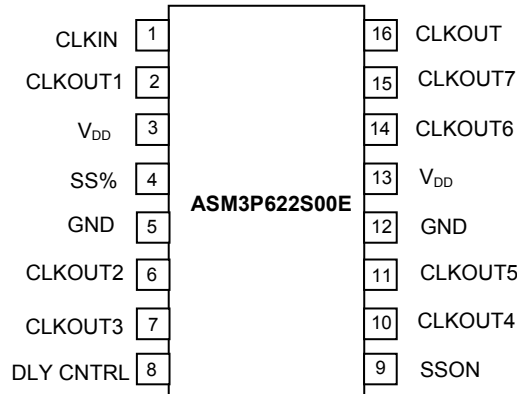 CLKIN 1 16 CLKOUT
CLKOUT1 2 15 CLKOUT7
VDD 3 14 CLKOUT6
SS% 4 13 VDD
ASM3P622S00E
GND 5 12 GND
CLKOUT2 6 11 CLKOUT5
CLKOUT3 7 10 CLKOUT4
DLY CNTRL 8 9 SSON